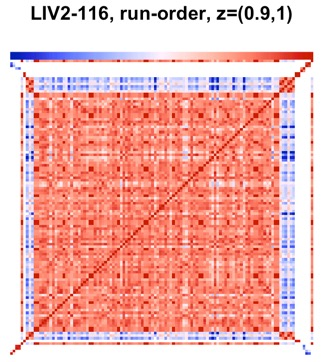 LIV2-116, run-order, z=(0.9,1)